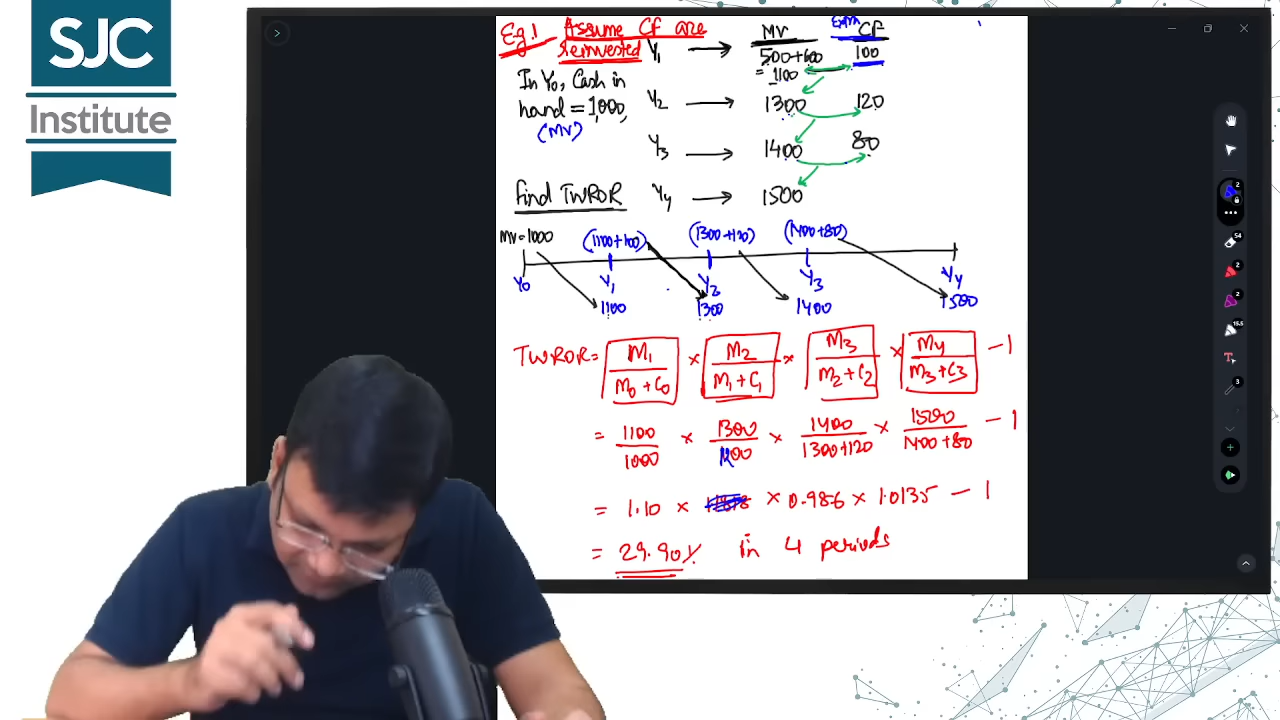 SJC
Institute
E.g.1 Assume CF are reinvested
In Y0, Cash in hand = 1000,
(MV)
MV CF
Y1 → 500+600 100
= 1100
Y2 → 1300 120
Y3 → 1400 80
Find TWROR Y4 → 1500
MV=1000 (1100+100) (1300+120) (1400+80)
Y0 Y1 Y2 Y3 Y4
1100 1300 1400 1500
TWROR = M1/(M0+C0) × M2/(M1+C1) × M3/(M2+C2) × M4/(M3+C3) − 1
= 1100/1000 × 1300/1200 × 1400/(1300+120) × 1500/(1400+80) − 1
= 1.10 × × 0.986 × 1.0135 − 1
= 29.90% in 4 periods